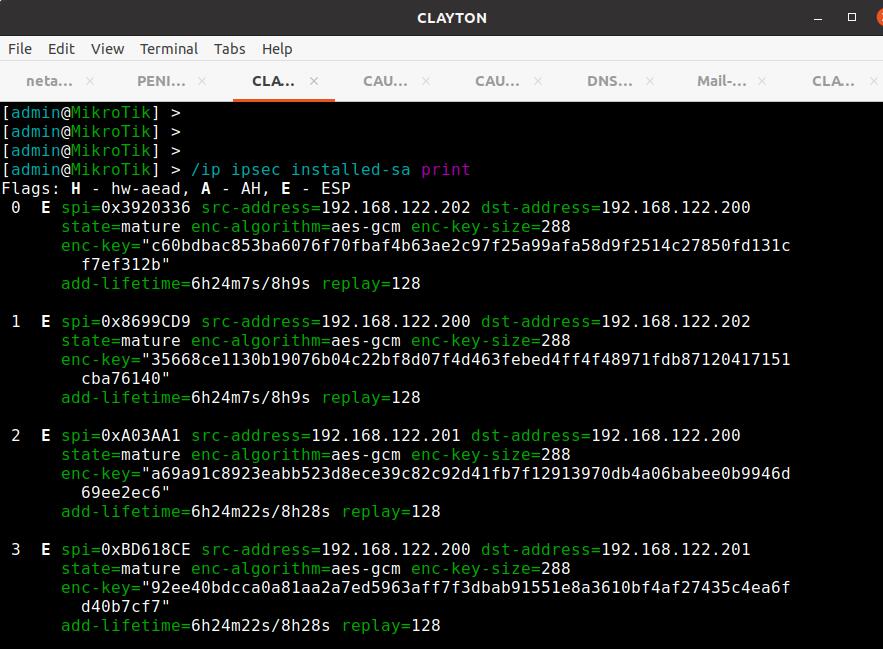 CLAYTON
File Edit View Terminal Tabs Help
neta... × PENI... × CLA... × CAU... × CAU... × DNS... × Mail-... × CLA... ×
[admin@MikroTik] >
[admin@MikroTik] >
[admin@MikroTik] >
[admin@MikroTik] > /ip ipsec installed-sa print
Flags: H - hw-aead, A - AH, E - ESP
0 E spi=0x3920336 src-address=192.168.122.202 dst-address=192.168.122.200
state=mature enc-algorithm=aes-gcm enc-key-size=288
enc-key="c60bdbac853ba6076f70fbaf4b63ae2c97f25a99afa58d9f2514c27850fd131c
f7ef312b"
add-lifetime=6h24m7s/8h9s replay=128
1 E spi=0x8699CD9 src-address=192.168.122.200 dst-address=192.168.122.202
state=mature enc-algorithm=aes-gcm enc-key-size=288
enc-key="35668ce1130b19076b04c22bf8d07f4d463febed4ff4f48971fdb87120417151
cba76140"
add-lifetime=6h24m7s/8h9s replay=128
2 E spi=0xA03AA1 src-address=192.168.122.201 dst-address=192.168.122.200
state=mature enc-algorithm=aes-gcm enc-key-size=288
enc-key="a69a91c8923eabb523d8ece39c82c92d41fb7f12913970db4a06babee0b9946d
69ee2ec6"
add-lifetime=6h24m22s/8h28s replay=128
3 E spi=0xBD618CE src-address=192.168.122.200 dst-address=192.168.122.201
state=mature enc-algorithm=aes-gcm enc-key-size=288
enc-key="92ee40bdcca0a81aa2a7ed5963aff7f3dbab91551e8a3610bf4af27435c4ea6f
d40b7cf7"
add-lifetime=6h24m22s/8h28s replay=128